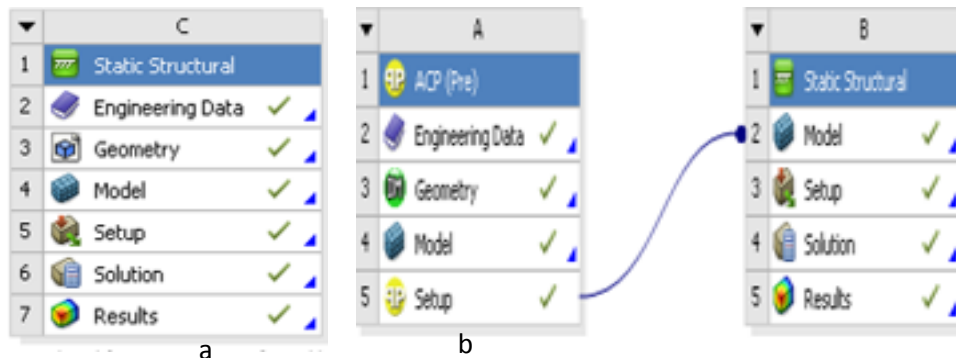 C
1 Static Structural
2 Engineering Data
3 Geometry
4 Model
5 Setup
6 Solution
7 Results
a
A
1 ACP (Pre)
2 Engineering Data
3 Geometry
4 Model
5 Setup
b
B
1 Static Structural
2 Model
3 Setup
4 Solution
5 Results